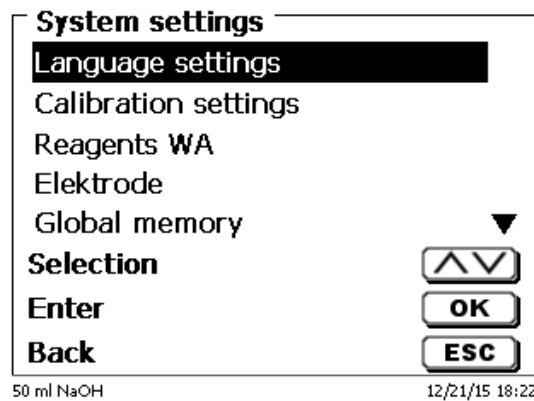 System settings
Language settings
Calibration settings
Reagents WA
Elektrode
Global memory
Selection
Enter OK
Back ESC
50 ml NaOH 12/21/15 18:22